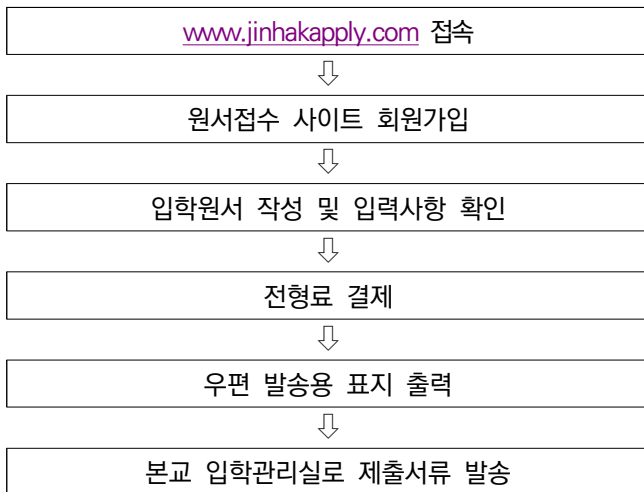 www.jinhakapply.com 접속
⇩
원서접수 사이트 회원가입
⇩
입학원서 작성 및 입력사항 확인
⇩
전형료 결제
⇩
우편 발송용 표지 출력
⇩
본교 입학관리실로 제출서류 발송